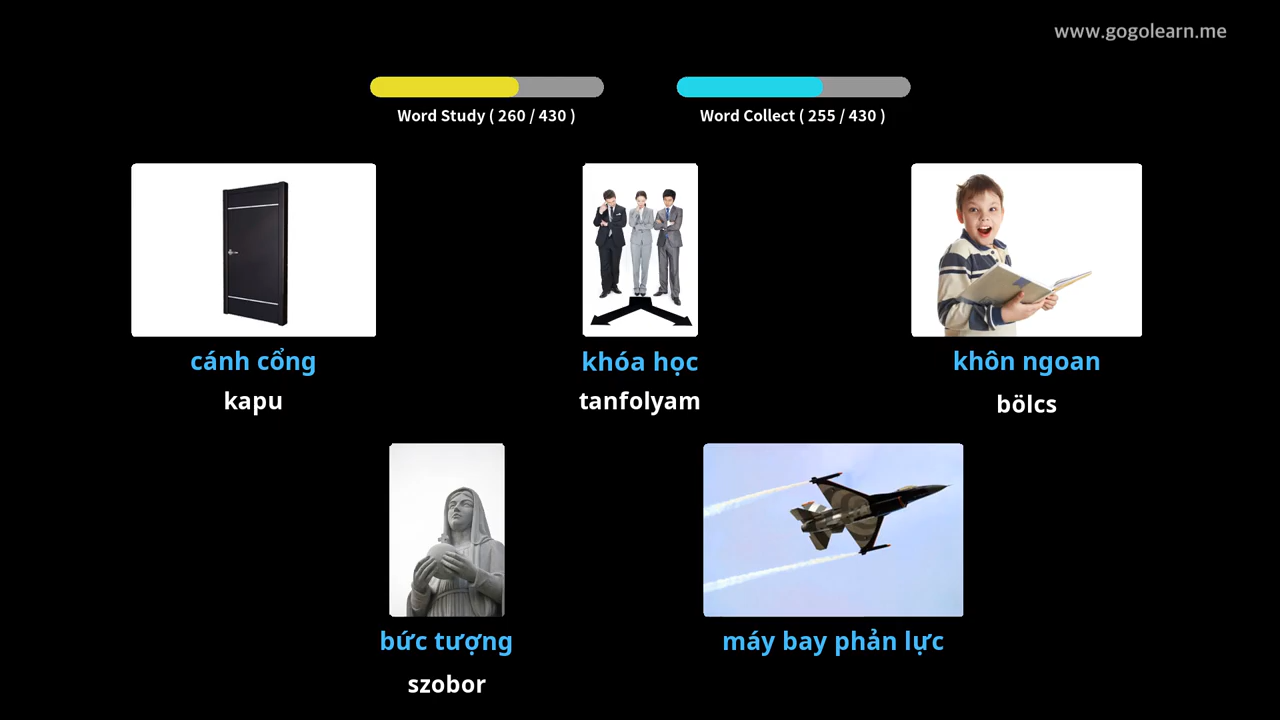 www.gogolearn.me
Word Study ( 260 / 430 )
Word Collect ( 255 / 430 )
cánh cổng
kapu
khóa học
tanfolyam
khôn ngoan
bölcs
bức tượng
szobor
máy bay phản lực